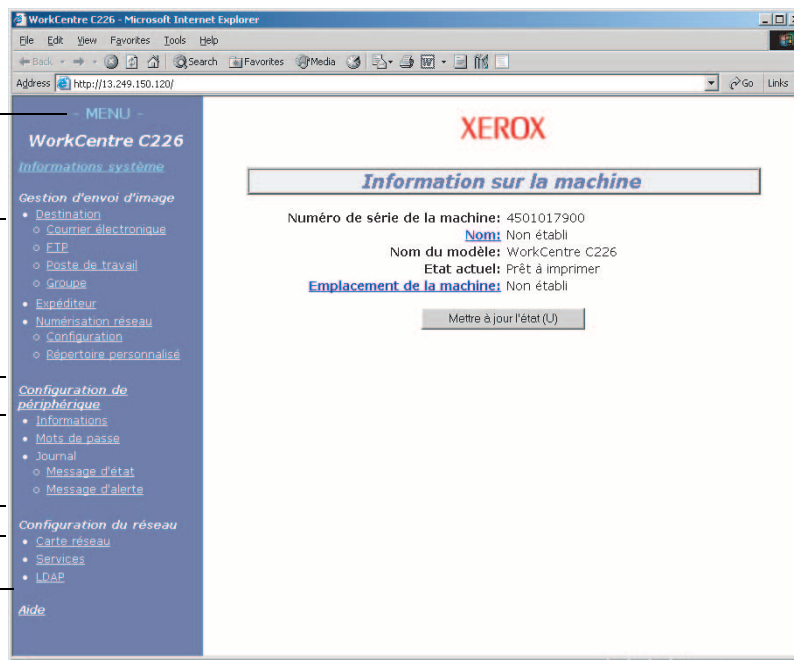 WorkCentre C226 - Microsoft Internet Explorer
File Edit View Favorites Tools Help
Back Search Favorites Media
Address http://13.249.150.120/ Go Links
- MENU -
WorkCentre C226
Informations système
Gestion d'envoi d'image
Destination
Courrier électronique
FTP
Poste de travail
Groupe
Expéditeur
Numérisation réseau
Configuration
Répertoire personnalisé
Configuration de
périphérique
Informations
Mots de passe
Journal
Message d'état
Message d'alerte
Configuration du réseau
Carte réseau
Services
LDAP
Aide
XEROX
Information sur la machine
Numéro de série de la machine: 4501017900
Nom: Non établi
Nom du modèle: WorkCentre C226
Etat actuel: Prêt à imprimer
Emplacement de la machine: Non établi
Mettre à jour l'état (U)